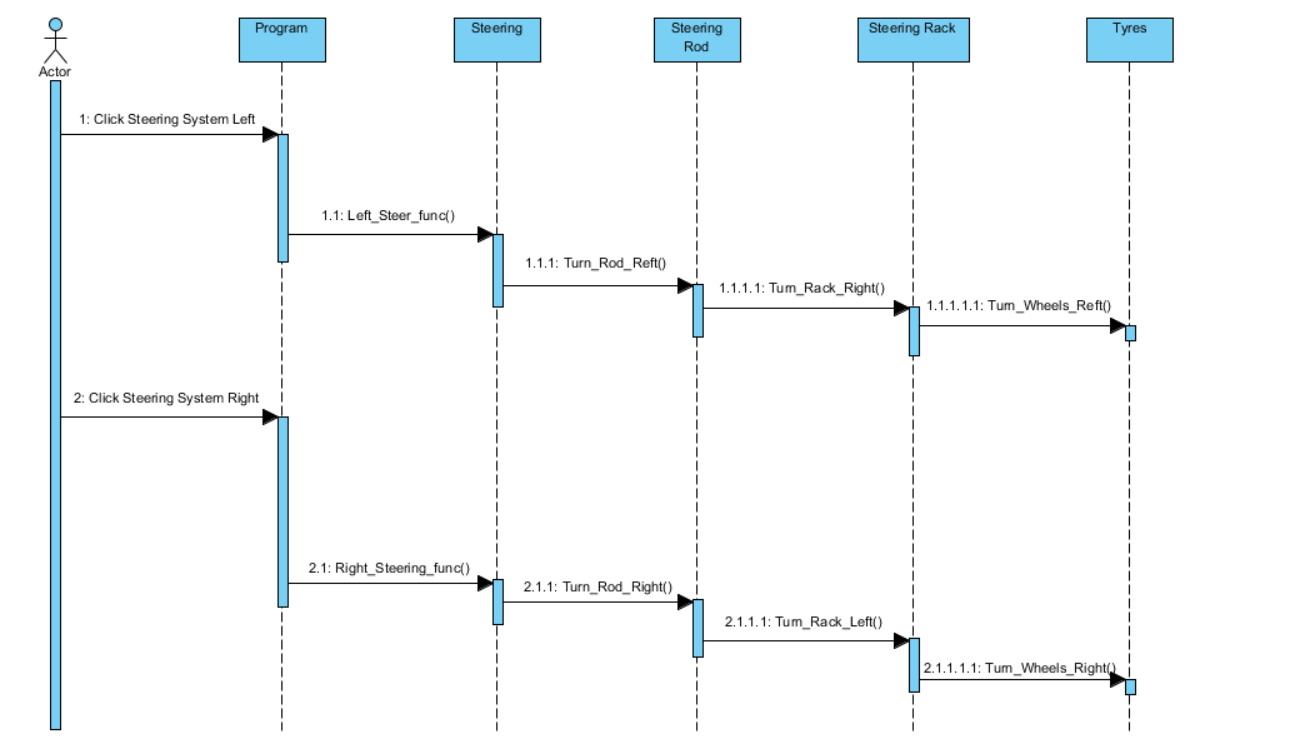 Actor
Program
Steering
Steering
Rod
Steering Rack
Tyres
1: Click Steering System Left
1.1: Left_Steer_func()
1.1.1: Turn_Rod_Reft()
1.1.1.1: Turn_Rack_Right()
1.1.1.1.1: Turn_Wheels_Reft()
2: Click Steering System Right
2.1: Right_Steering_func()
2.1.1: Turn_Rod_Right()
2.1.1.1: Turn_Rack_Left()
2.1.1.1.1: Turn_Wheels_Right()